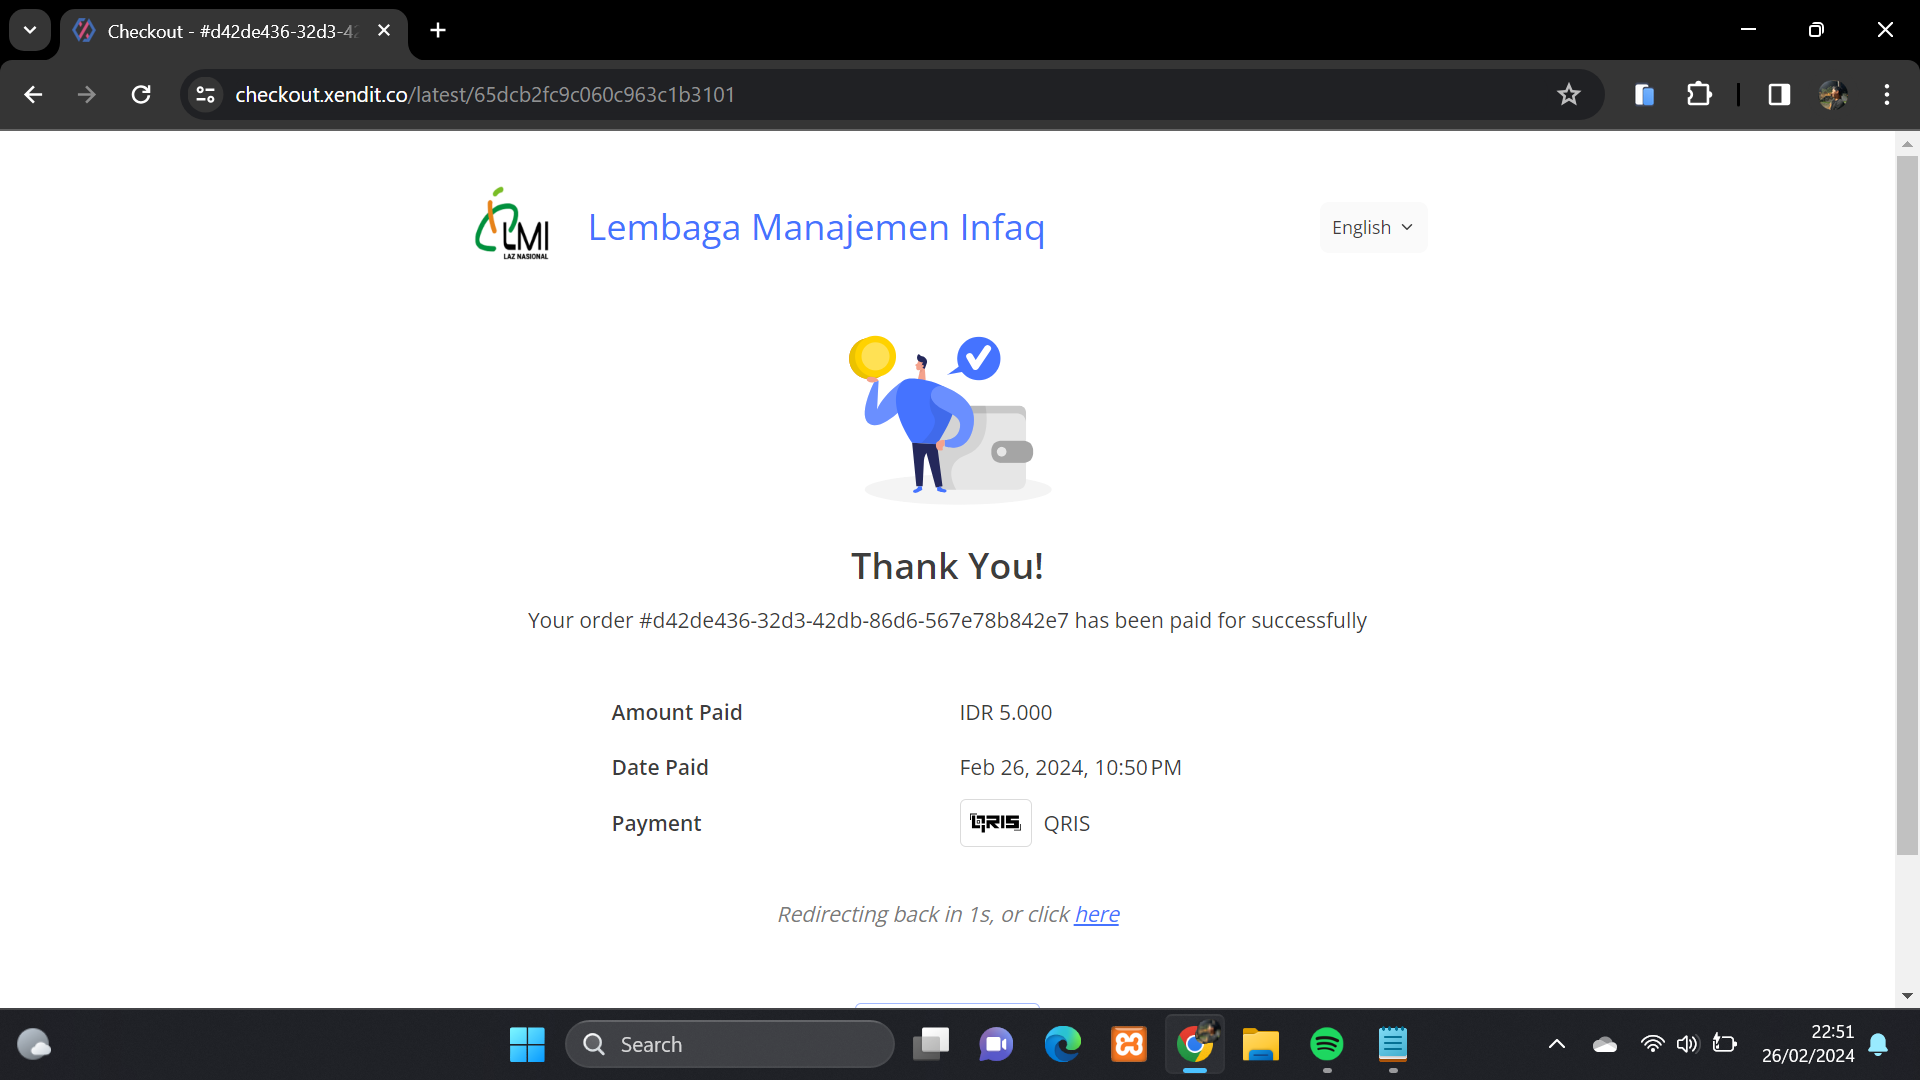 Checkout - #d42de436-32d3-42
checkout.xendit.co/latest/65dcb2fc9c060c963c1b3101
LMI
LAZ NASIONAL
Lembaga Manajemen Infaq
English
Thank You!
Your order #d42de436-32d3-42db-86d6-567e78b842e7 has been paid for successfully
Amount Paid IDR 5.000
Date Paid Feb 26, 2024, 10:50 PM
Payment QRIS QRIS
Redirecting back in 1s, or click here
Search
22:51
26/02/2024